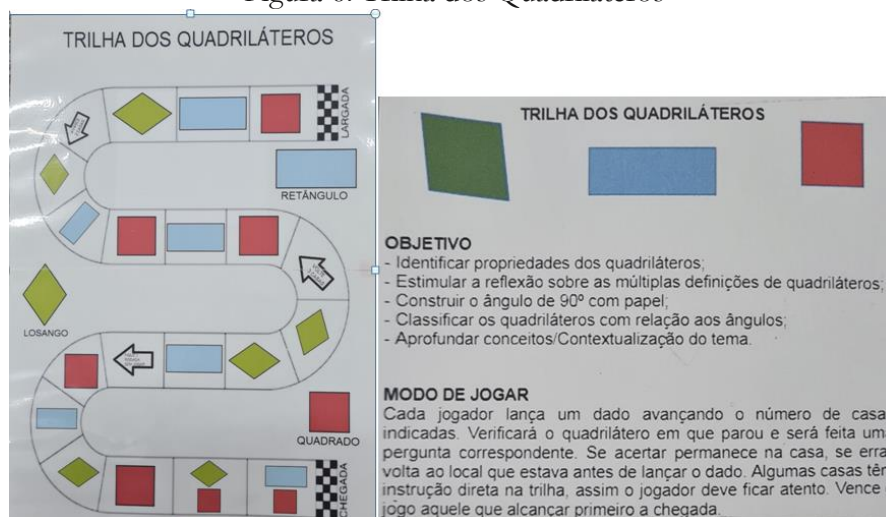 TRILHA DOS QUADRILÁTEROS
LARGADA
RETÂNGULO
LOSANGO
QUADRADO
CHEGADA
TRILHA DOS QUADRILÁTEROS
OBJETIVO
- Identificar propriedades dos quadriláteros;
- Estimular a reflexão sobre as múltiplas definições de quadriláteros;
- Construir o ângulo de 90º com papel;
- Classificar os quadriláteros com relação aos ângulos;
- Aprofundar conceitos/Contextualização do tema.
MODO DE JOGAR
Cada jogador lança um dado avançando o número de casa
indicadas. Verificará o quadrilátero em que parou e será feita um
pergunta correspondente. Se acertar permanece na casa, se erra
volta ao local que estava antes de lançar o dado. Algumas casas têr
instrução direta na trilha, assim o jogador deve ficar atento. Vence
jogo aquele que alcançar primeiro a chegada.